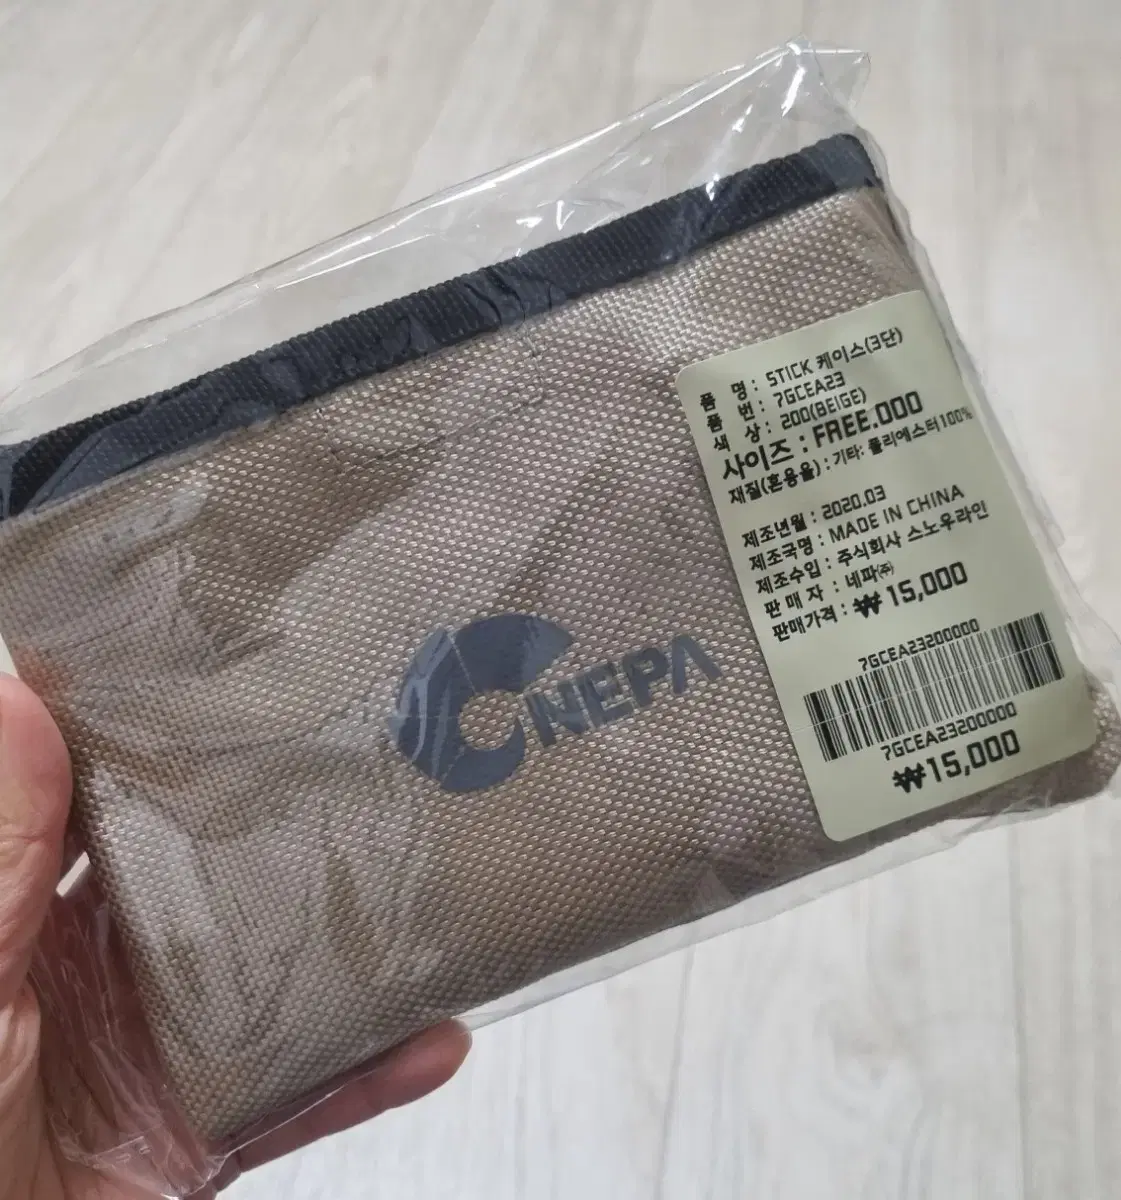 품 명 : STICK 케이스(3단)
품 번 : 7GCEA23
색 상 : 200(BEIGE)
사이즈 : FREE.000
재질(혼용율) : 기타: 폴리에스터100%
제조년월 : 2020.03
제조국명 : MADE IN CHINA
제조수입 : 주식회사 스노우라인
판 매 자 : 네파㈜
판매가격 : ₩ 15,000
7GCEA23200000
7GCEA23200000
₩15,000
NEPA